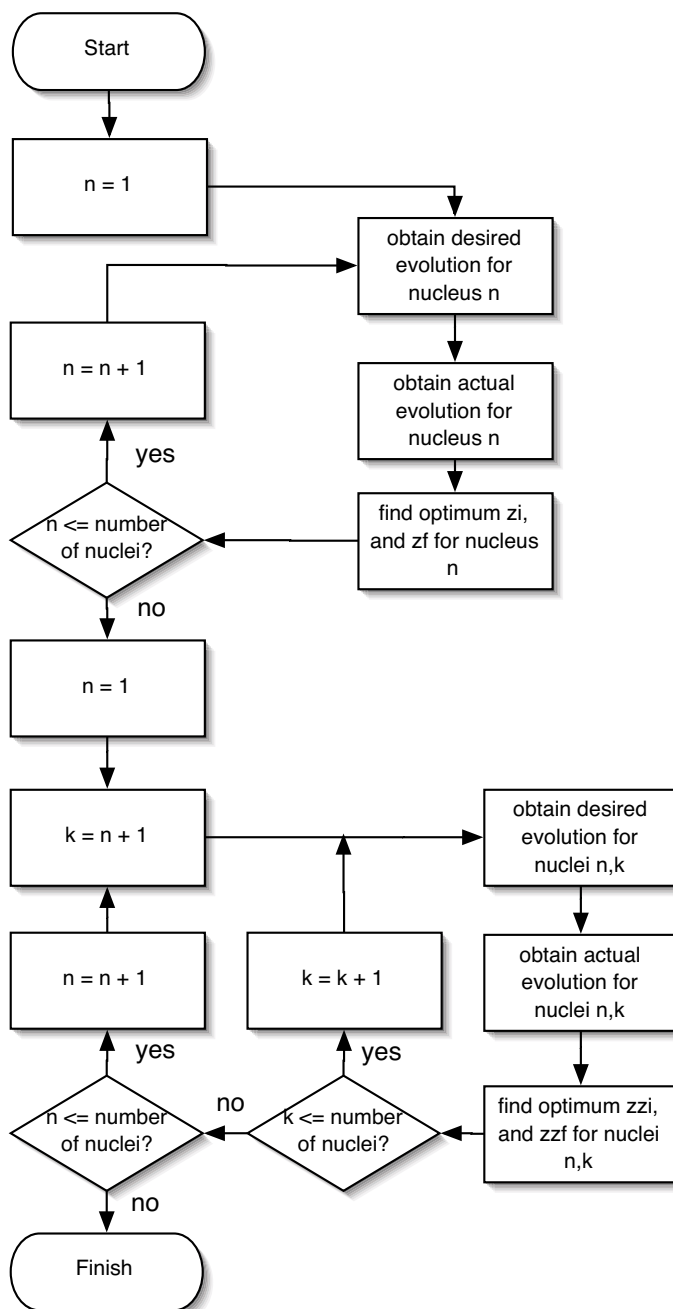 Start
n = 1
obtain desired
evolution for
nucleus n
n = n + 1
obtain actual
evolution for
nucleus n
yes
n <= number
of nuclei?
find optimum zi,
and zf for nucleus
n
no
n = 1
k = n + 1
obtain desired
evolution for
nuclei n,k
n = n + 1
k = k + 1
obtain actual
evolution for
nuclei n,k
yes
yes
n <= number
of nuclei?
no
k <= number
of nuclei?
find optimum zzi,
and zzf for nuclei
n,k
no
Finish